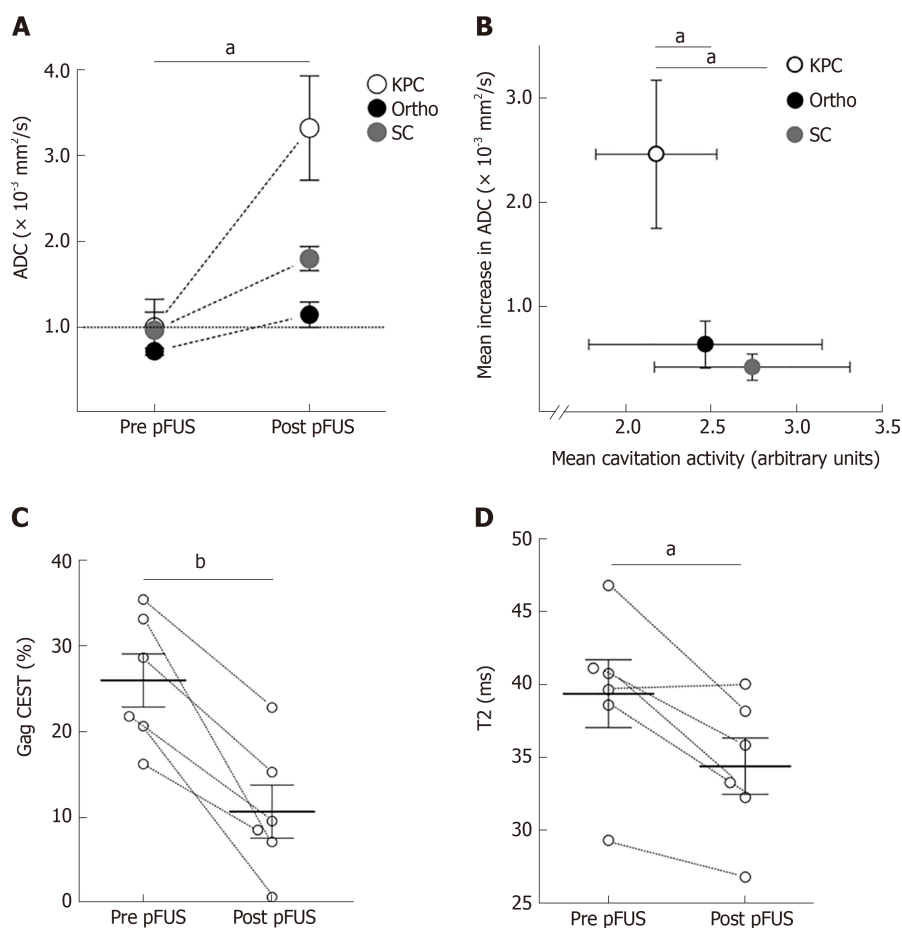 A
a
4.0
3.0
2.0
1.0
ADC (× 10⁻³ mm²/s)
KPC
Ortho
SC
Pre pFUS
Post pFUS
B
a
a
KPC
Ortho
SC
3.0
2.0
1.0
Mean increase in ADC (× 10⁻³ mm²/s)
2.0 2.5 3.0 3.5
Mean cavitation activity (arbitrary units)
C
b
40
30
20
10
0
Gag CEST (%)
Pre pFUS
Post pFUS
D
a
50
45
40
35
30
25
T2 (ms)
Pre pFUS
Post pFUS